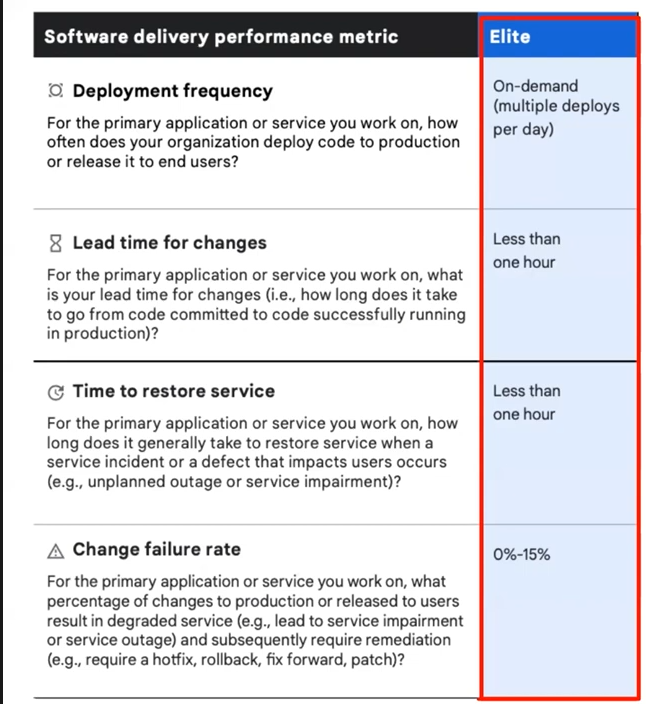 Software delivery performance metric
Elite
Deployment frequency
For the primary application or service you work on, how
often does your organization deploy code to production
or release it to end users?
On-demand
(multiple deploys
per day)
Lead time for changes
For the primary application or service you work on, what
is your lead time for changes (i.e., how long does it take
to go from code committed to code successfully running
in production)?
Less than
one hour
Time to restore service
For the primary application or service you work on, how
long does it generally take to restore service when a
service incident or a defect that impacts users occurs
(e.g., unplanned outage or service impairment)?
Less than
one hour
Change failure rate
For the primary application or service you work on, what
percentage of changes to production or released to users
result in degraded service (e.g., lead to service impairment
or service outage) and subsequently require remediation
(e.g., require a hotfix, rollback, fix forward, patch)?
0%-15%